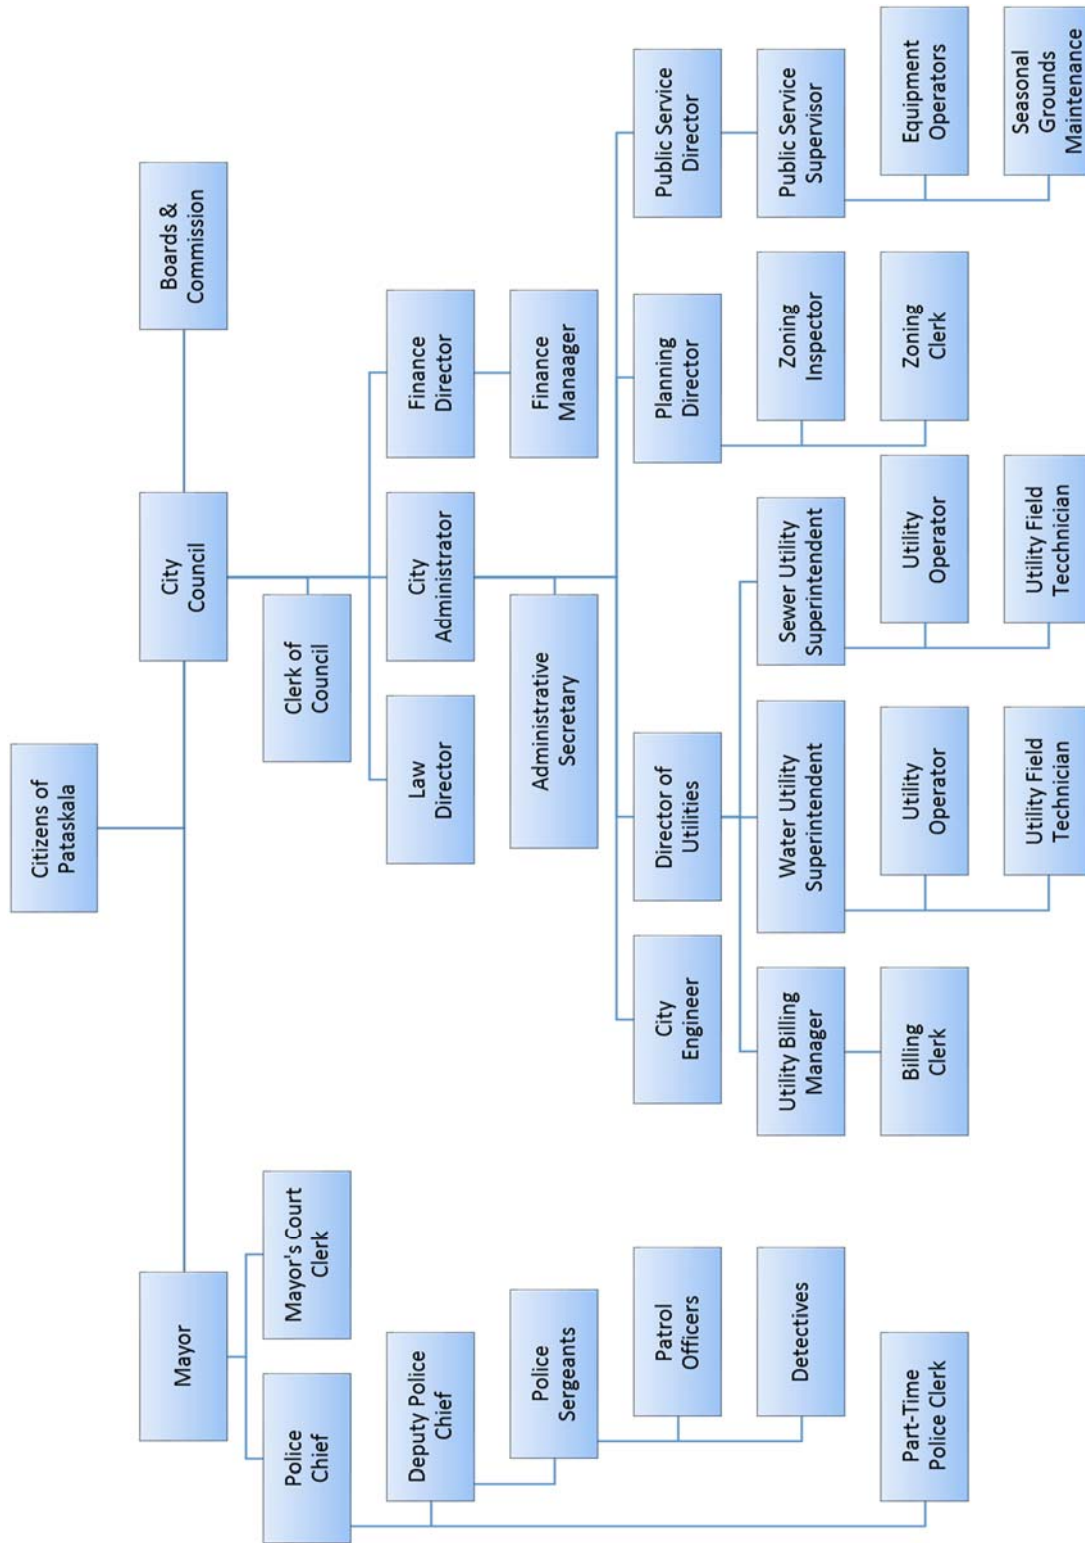 Citizens of
Pataskala
Mayor
City
Council
Boards &
Commission
Police
Chief
Mayor's Court
Clerk
Clerk of
Council
Deputy Police
Chief
Law
Director
City
Administrator
Finance
Director
Police
Sergeants
Administrative
Secretary
Finance
Manaager
Patrol
Officers
City
Engineer
Director of
Utilities
Planning
Director
Public Service
Director
Detectives
Utility Billing
Manager
Water Utility
Superintendent
Sewer Utility
Superintendent
Zoning
Inspector
Public Service
Supervisor
Part-Time
Police Clerk
Billing
Clerk
Utility
Operator
Utility
Operator
Zoning
Clerk
Equipment
Operators
Utility Field
Technician
Utility Field
Technician
Seasonal
Grounds
Maintenance